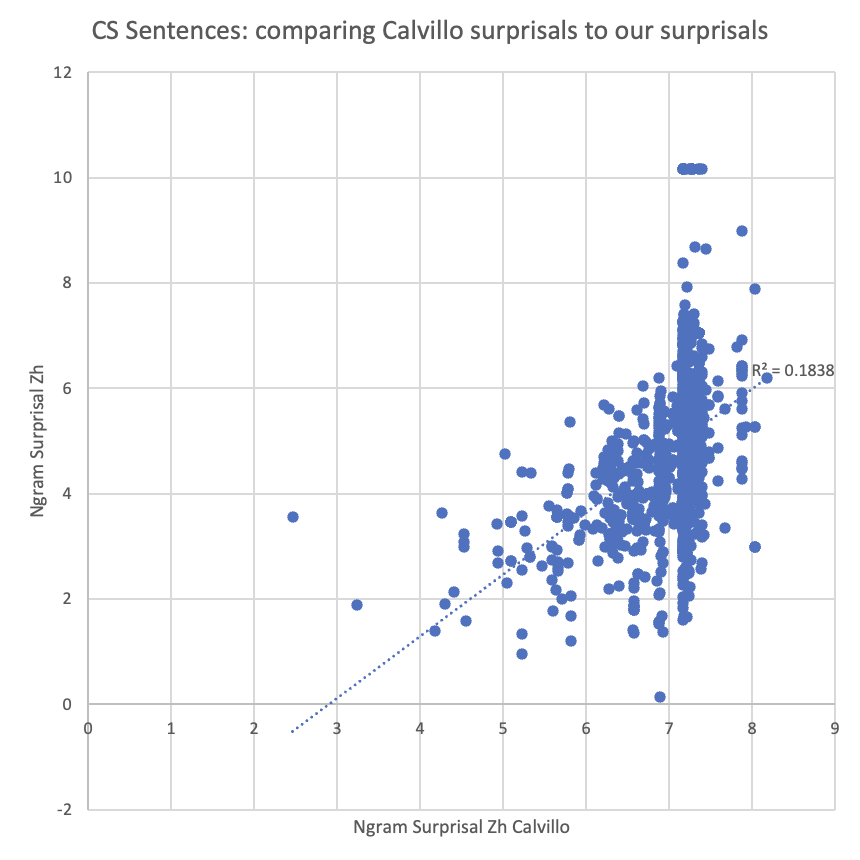 CS Sentences: comparing Calvillo surprisals to our surprisals
12
10
8
6
4
2
0
-2
Ngram Surprisal Zh
R² = 0.1838
0 1 2 3 4 5 6 7 8 9
Ngram Surprisal Zh Calvillo